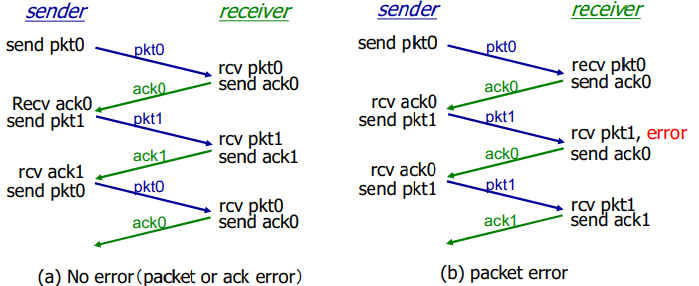 sender
receiver
send pkt0
pkt0
rcv pkt0
send ack0
ack0
Recv ack0
send pkt1
pkt1
rcv pkt1
send ack1
ack1
rcv ack1
send pkt0
pkt0
rcv pkt0
send ack0
ack0
(a) No error(packet or ack error)
sender
receiver
send pkt0
pkt0
recv pkt0
send ack0
ack0
rcv ack0
send pkt1
pkt1
rcv pkt1, error
send ack0
ack0
rcv ack0
send pkt1
pkt1
rcv pkt1
send ack1
ack1
(b) packet error